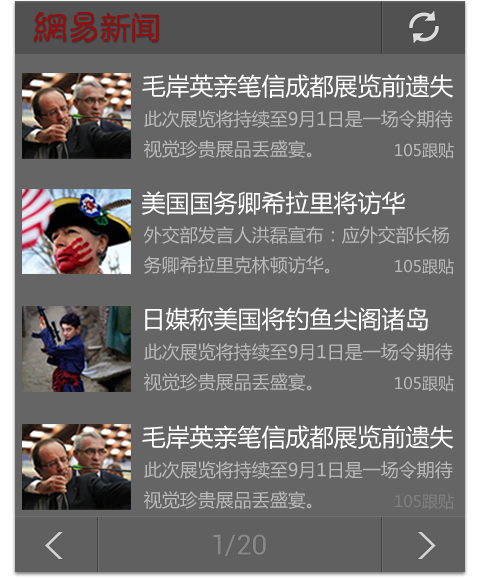 網易新闻
毛岸英亲笔信成都展览前遗失
此次展览将持续至9月1日是一场令期待
视觉珍贵展品丢盛宴。
105跟贴
美国国务卿希拉里将访华
外交部发言人洪磊宣布：应外交部长杨
务卿希拉里克林顿访华。
105跟贴
日媒称美国将钓鱼尖阁诸岛
此次展览将持续至9月1日是一场令期待
视觉珍贵展品丢盛宴。
105跟贴
毛岸英亲笔信成都展览前遗失
此次展览将持续至9月1日是一场令期待
视觉珍贵展品丢盛宴。
105跟贴
1/20